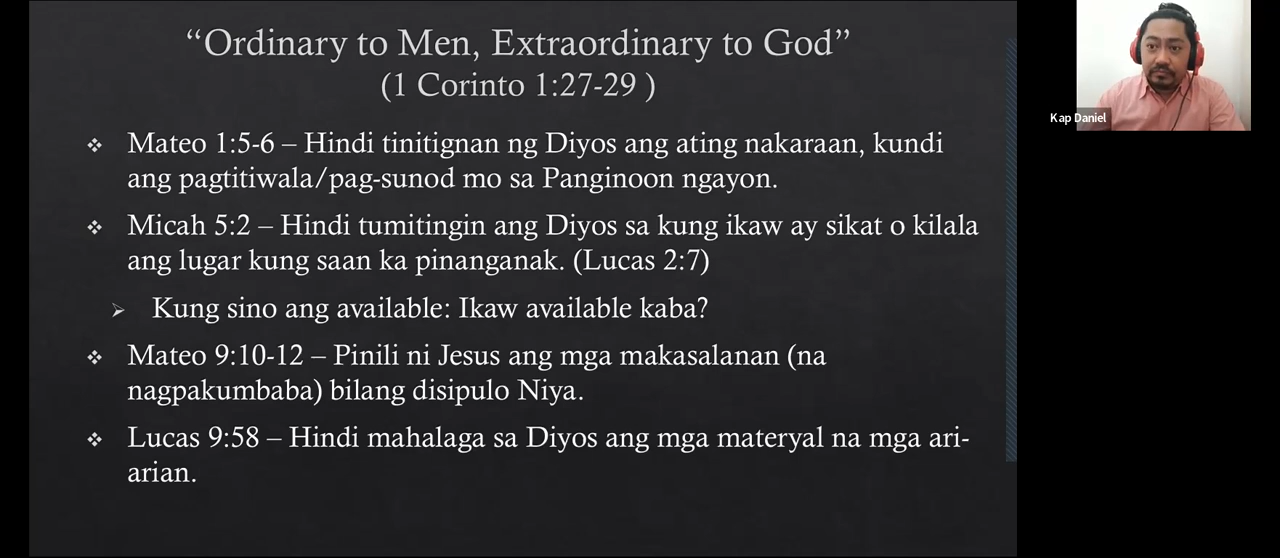 “Ordinary to Men, Extraordinary to God”
(1 Corinto 1:27-29 )
Mateo 1:5-6 – Hindi tinitignan ng Diyos ang ating nakaraan, kundi
ang pagtitiwala/pag-sunod mo sa Panginoon ngayon.
Micah 5:2 – Hindi tumitingin ang Diyos sa kung ikaw ay sikat o kilala
ang lugar kung saan ka pinanganak. (Lucas 2:7)
Kung sino ang available: Ikaw available kaba?
Mateo 9:10-12 – Pinili ni Jesus ang mga makasalanan (na
nagpakumbaba) bilang disipulo Niya.
Lucas 9:58 – Hindi mahalaga sa Diyos ang mga materyal na mga ari-
arian.
Kap Daniel